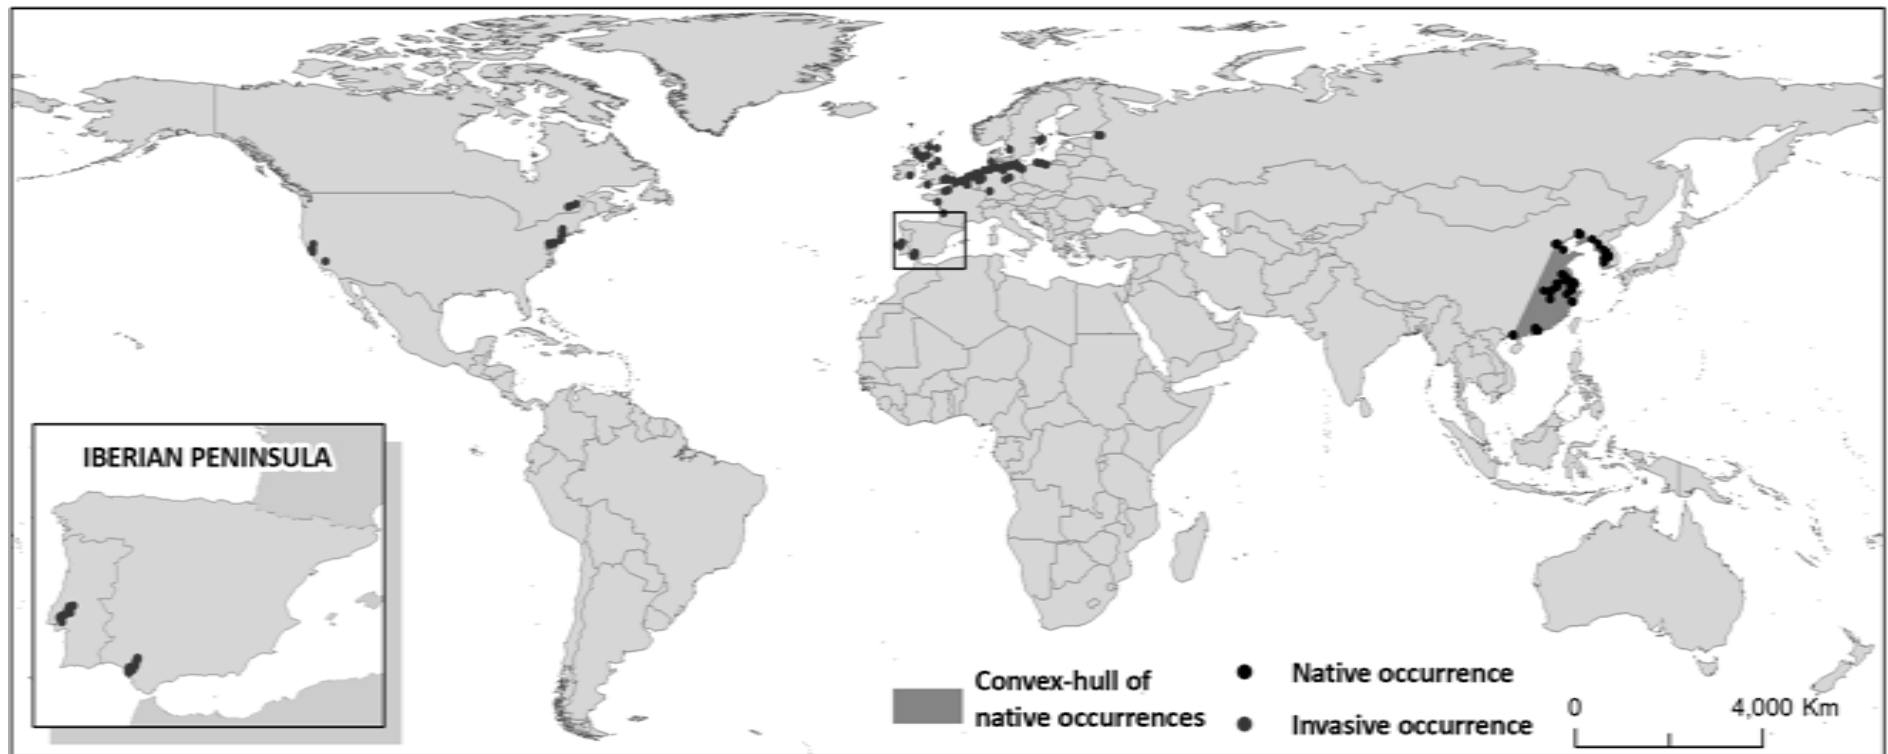 IBERIAN PENINSULA
Convex-hull of
native occurrences
Native occurrence
Invasive occurrence
0 4,000 Km